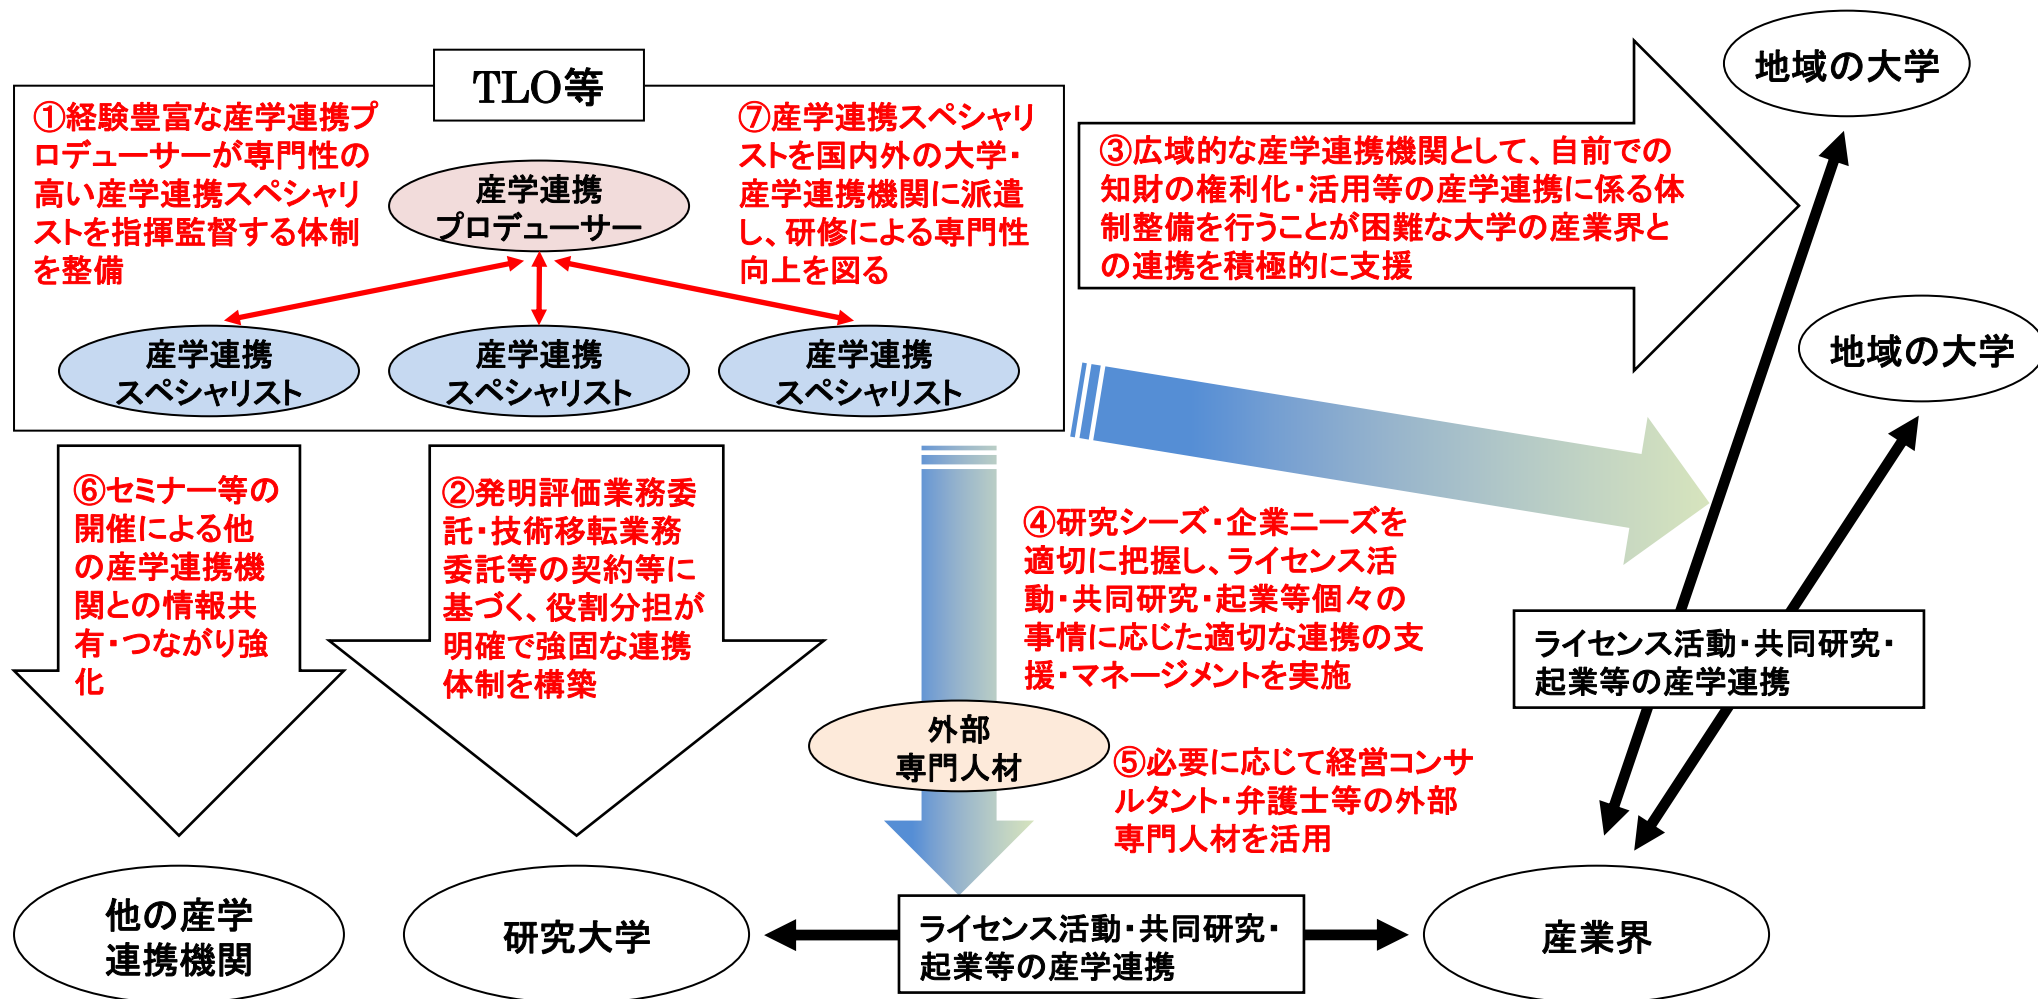 TLO等
①経験豊富な産学連携プ
ロデューサーが専門性の
高い産学連携スペシャリ
ストを指揮監督する体制
を整備
産学連携
プロデューサー
⑦産学連携スペシャリ
ストを国内外の大学・
産学連携機関に派遣
し、研修による専門性
向上を図る
産学連携
スペシャリスト
産学連携
スペシャリスト
産学連携
スペシャリスト
③広域的な産学連携機関として、自前での
知財の権利化・活用等の産学連携に係る体
制整備を行うことが困難な大学の産業界と
の連携を積極的に支援
地域の大学
地域の大学
⑥セミナー等の
開催による他
の産学連携機
関との情報共
有・つながり強
化
②発明評価業務委
託・技術移転業務
委託等の契約等に
基づく、役割分担が
明確で強固な連携
体制を構築
④研究シーズ・企業ニーズを
適切に把握し、ライセンス活
動・共同研究・起業等個々の
事情に応じた適切な連携の支
援・マネージメントを実施
ライセンス活動・共同研究・
起業等の産学連携
外部
専門人材
⑤必要に応じて経営コンサ
ルタント・弁護士等の外部
専門人材を活用
他の産学
連携機関
研究大学
ライセンス活動・共同研究・
起業等の産学連携
産業界